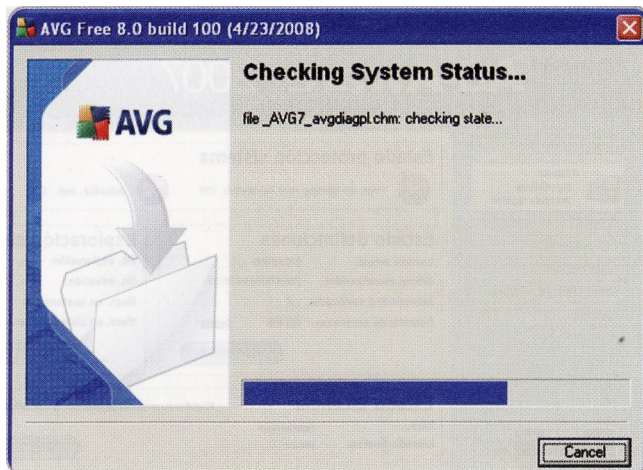 AVG Free 8.0 build 100 (4/23/2008)
Checking System Status...
AVG
file _AVG7_avgdiagpl.chm: checking state...
Cancel